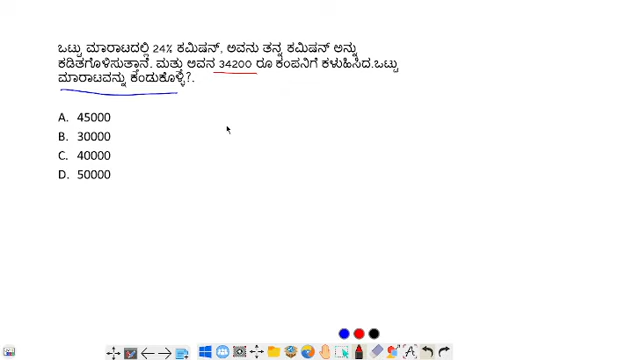 ಒಟ್ಟು ಮಾರಾಟದಲ್ಲಿ 24% ಕಮಿಷನ್, ಅವನು ತನ್ನ ಕಮಿಷನ್ ಅನ್ನು
ಕಡಿತಗೊಳಿಸುತ್ತಾನೆ. ಮತ್ತು ಅವನ 34200 ರೂ ಕಂಪನಿಗೆ ಕಳುಹಿಸಿದ.ಒಟ್ಟು
ಮಾರಾಟವನ್ನು ಕಂಡುಕೊಳ್ಳಿ?.
A. 45000
B. 30000
C. 40000
D. 50000